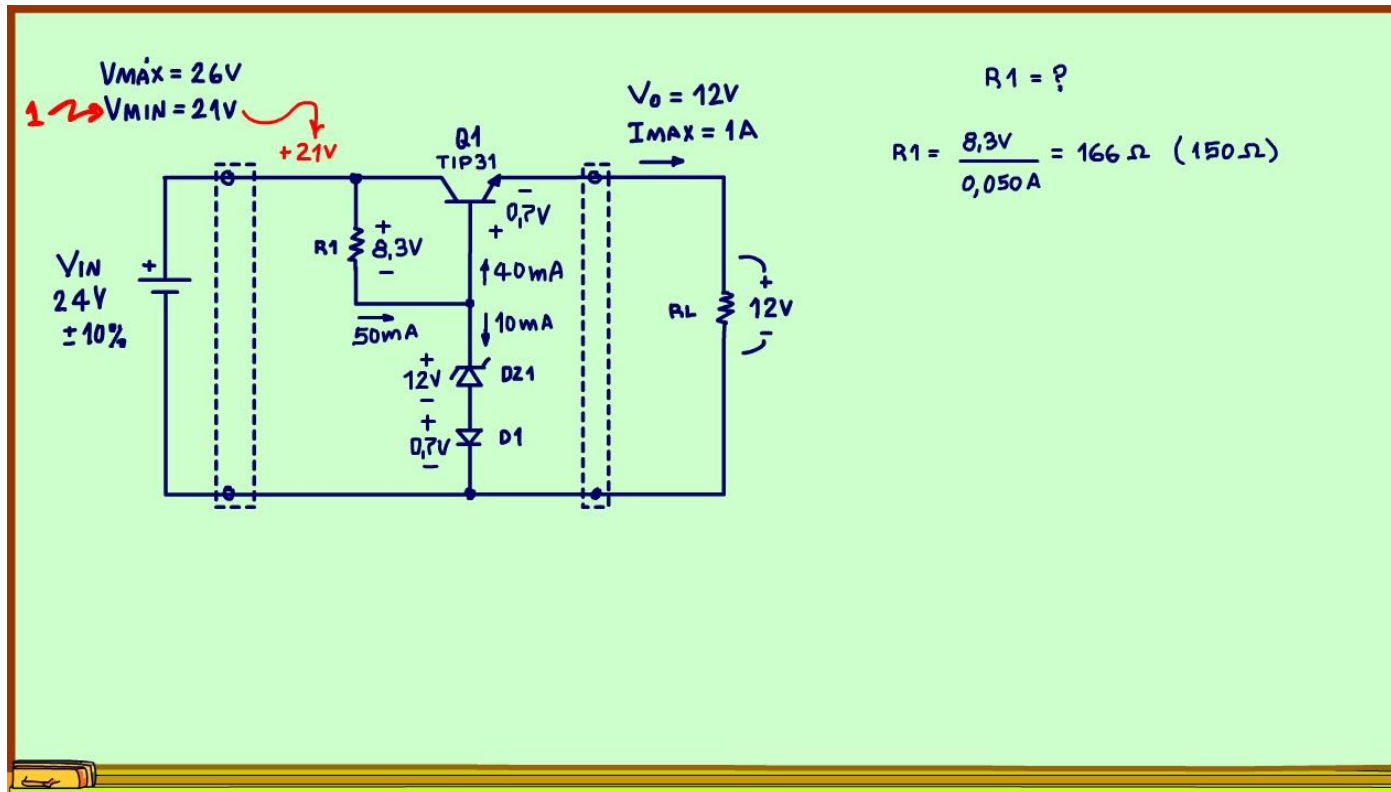 VMÁX = 26V
1 VMIN = 21V
+21V
Q1
TIP31
Vo = 12V
IMAX = 1A
R1 = ?
R1 = 8,3V / 0,050A = 166 Ω (150Ω)
VIN
24V
±10%
+
R1
+
8,3V
-
-
0,7V
+
40mA
50mA
10mA
+
12V
-
DZ1
+
0,7V
-
D1
RL
+
12V
-